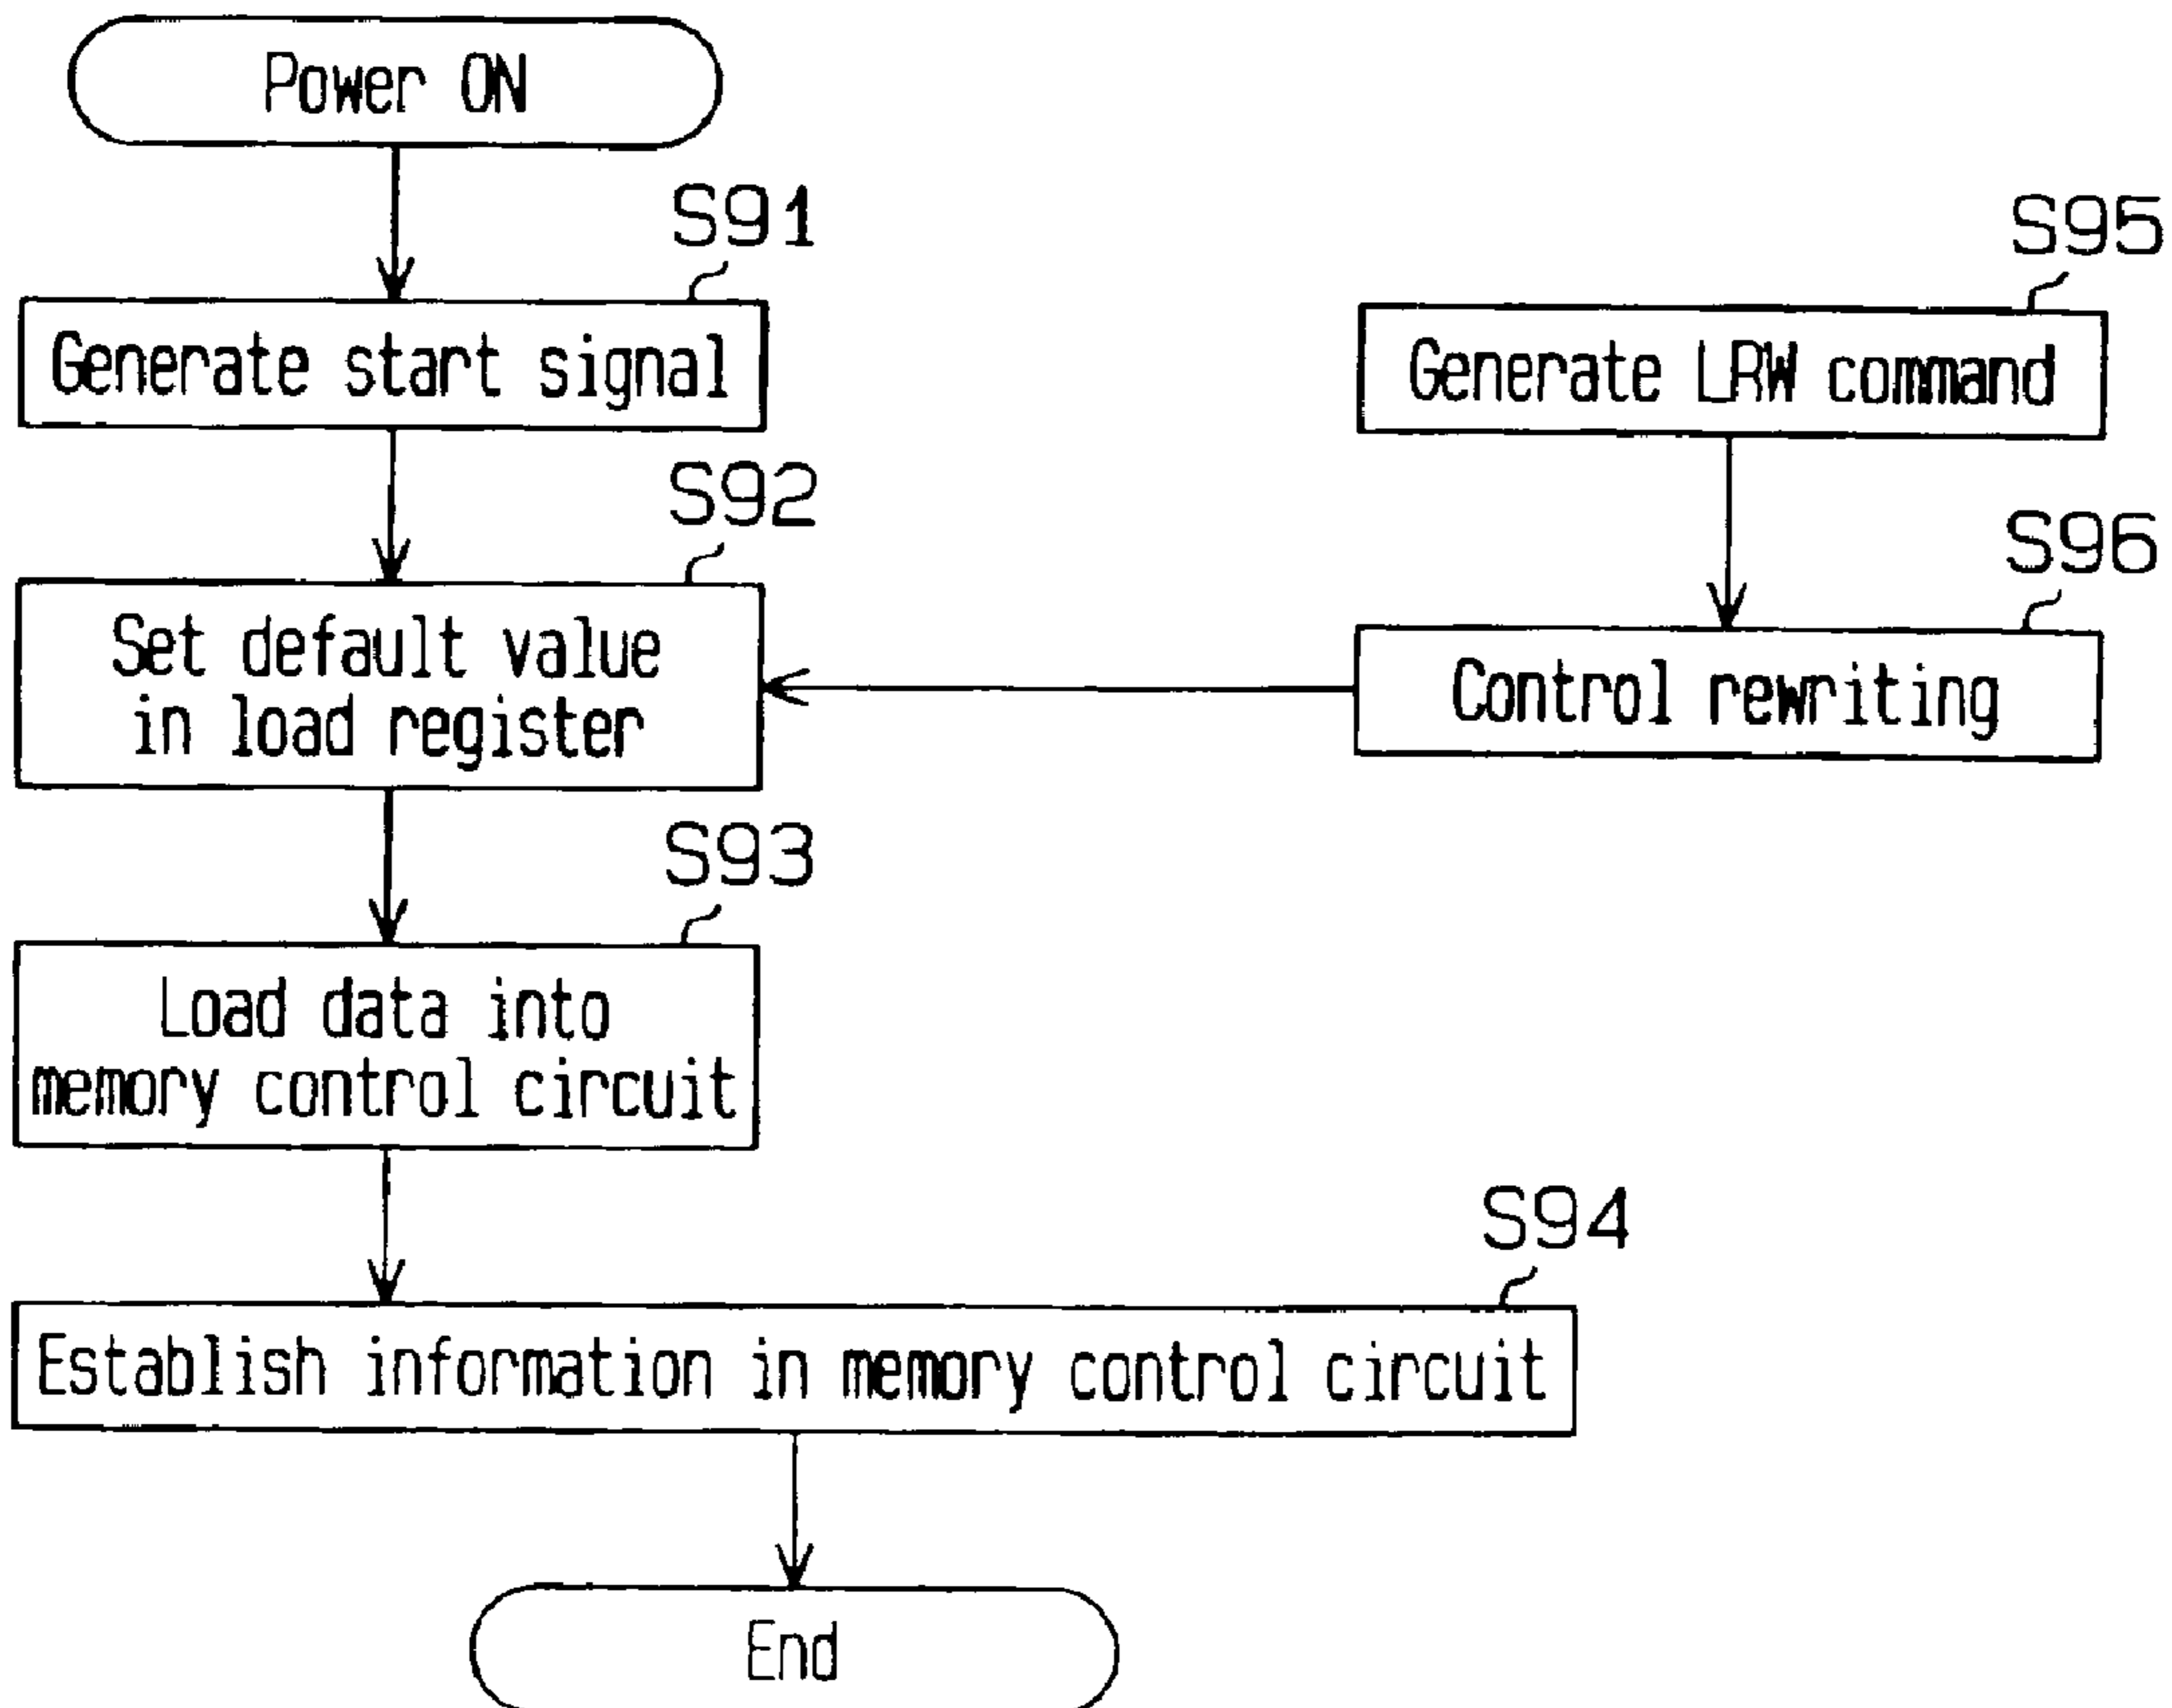 Power ON
S91
Generate start signal
S92
Set default value
in load register
S93
Load data into
memory control circuit
S94
Establish information in memory control circuit
End
S95
Generate LRW command
S96
Control rewriting